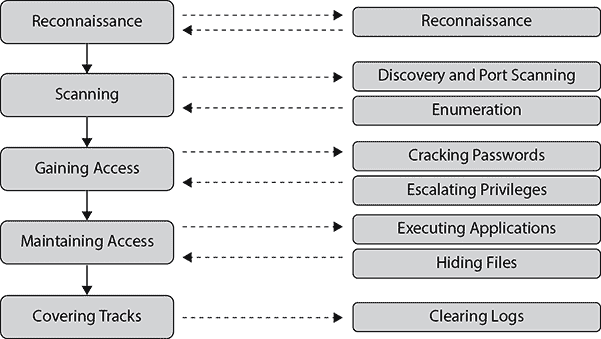 Reconnaissance
Reconnaissance
Scanning
Discovery and Port Scanning
Enumeration
Gaining Access
Cracking Passwords
Escalating Privileges
Maintaining Access
Executing Applications
Hiding Files
Covering Tracks
Clearing Logs